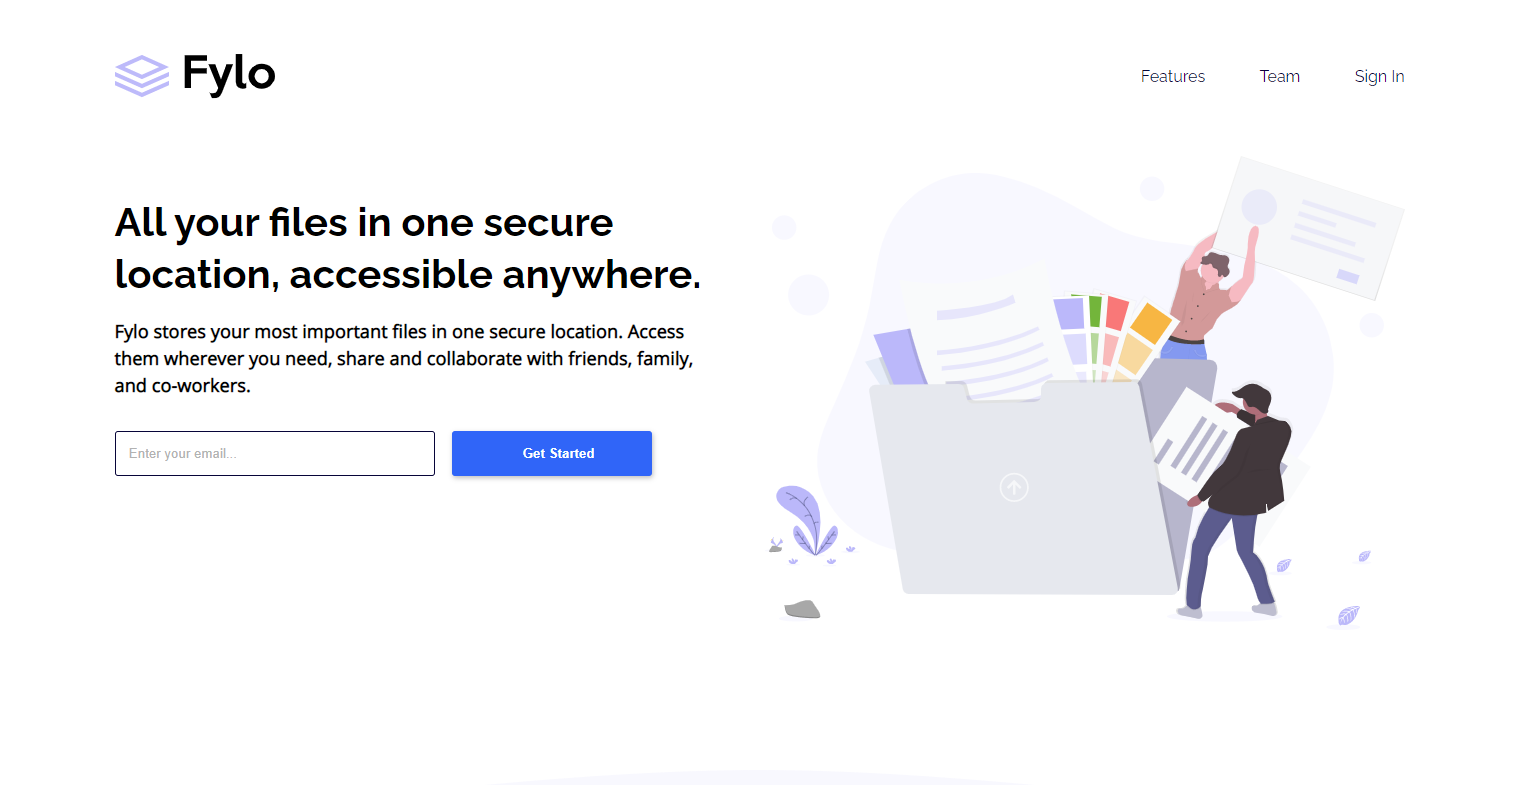 Fylo
Features
Team
Sign In
All your files in one secure
location, accessible anywhere.
Fylo stores your most important files in one secure location. Access
them wherever you need, share and collaborate with friends, family,
and co-workers.
Enter your email...
Get Started